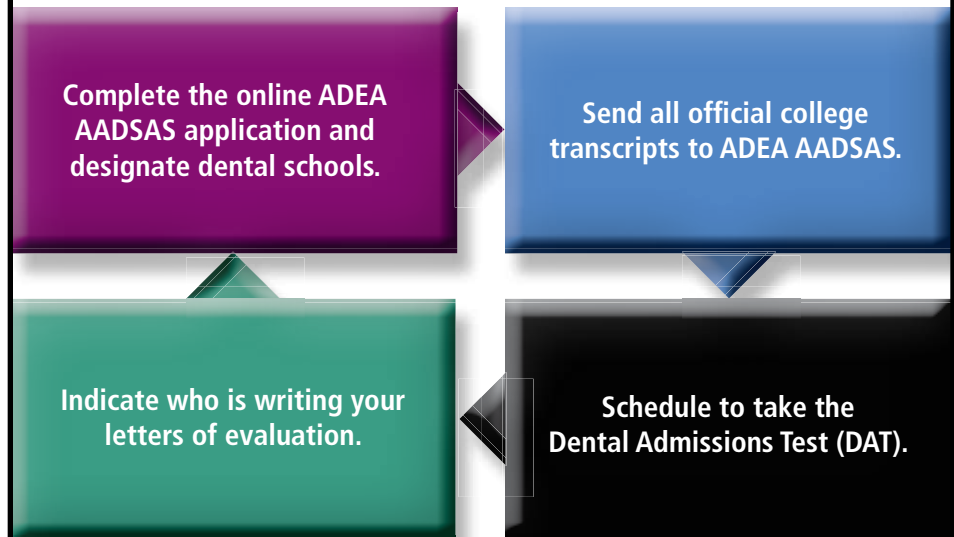 Complete the online ADEA
AADSAS application and
designate dental schools.
Send all official college
transcripts to ADEA AADSAS.
Schedule to take the
Dental Admissions Test (DAT).
Indicate who is writing your
letters of evaluation.